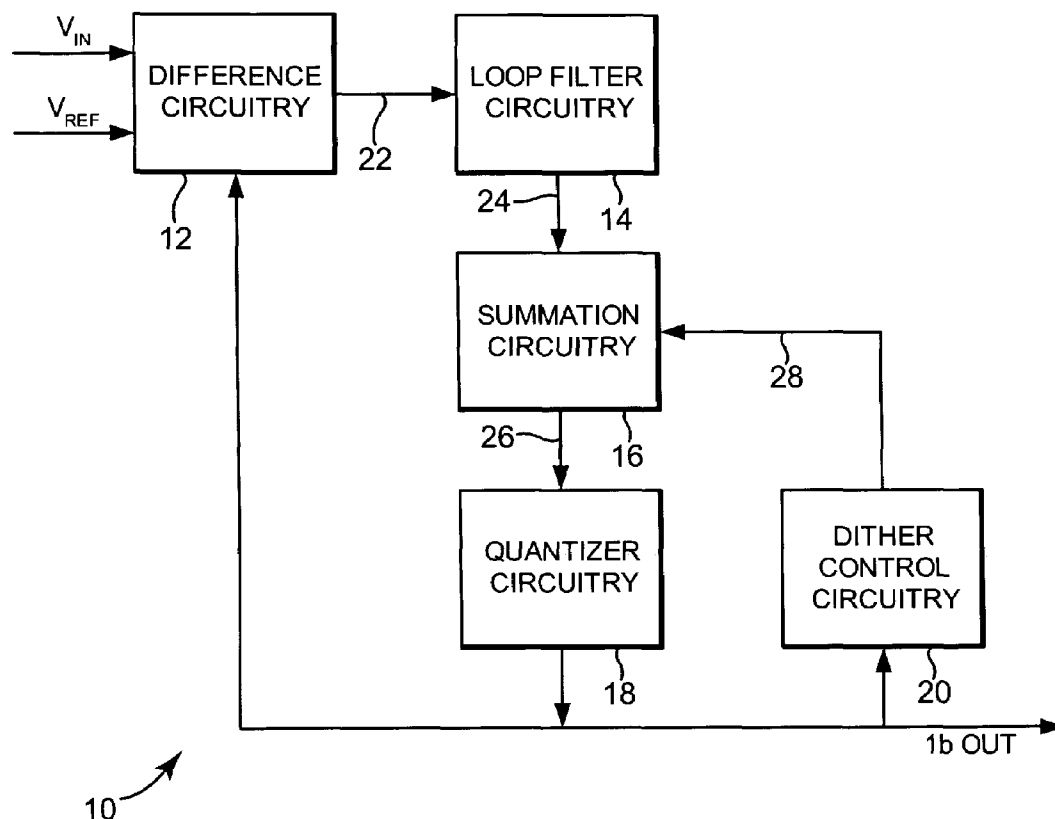 V_IN
V_REF
DIFFERENCE
CIRCUITRY
12
22
LOOP FILTER
CIRCUITRY
24
14
SUMMATION
CIRCUITRY
28
26
16
QUANTIZER
CIRCUITRY
18
DITHER
CONTROL
CIRCUITRY
20
1b OUT
10